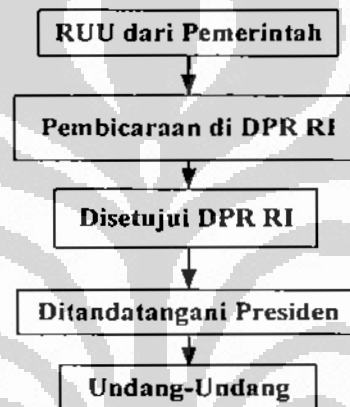 RUU dari Pemerintah
Pembicaraan di DPR RI
Disetujui DPR RI
Ditandatangani Presiden
Undang-Undang